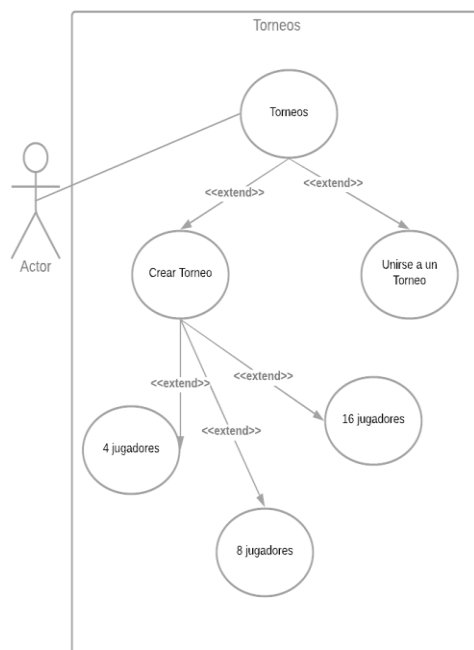 Torneos
Torneos
<<extend>>
<<extend>>
Actor
Crear Torneo
Unirse a un
Torneo
<<extend>>
<<extend>>
<<extend>>
16 jugadores
4 jugadores
8 jugadores